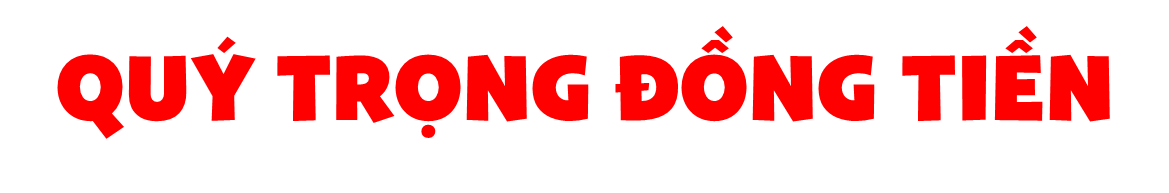 QUÝ TRỌNG ĐỒNG TIỀN